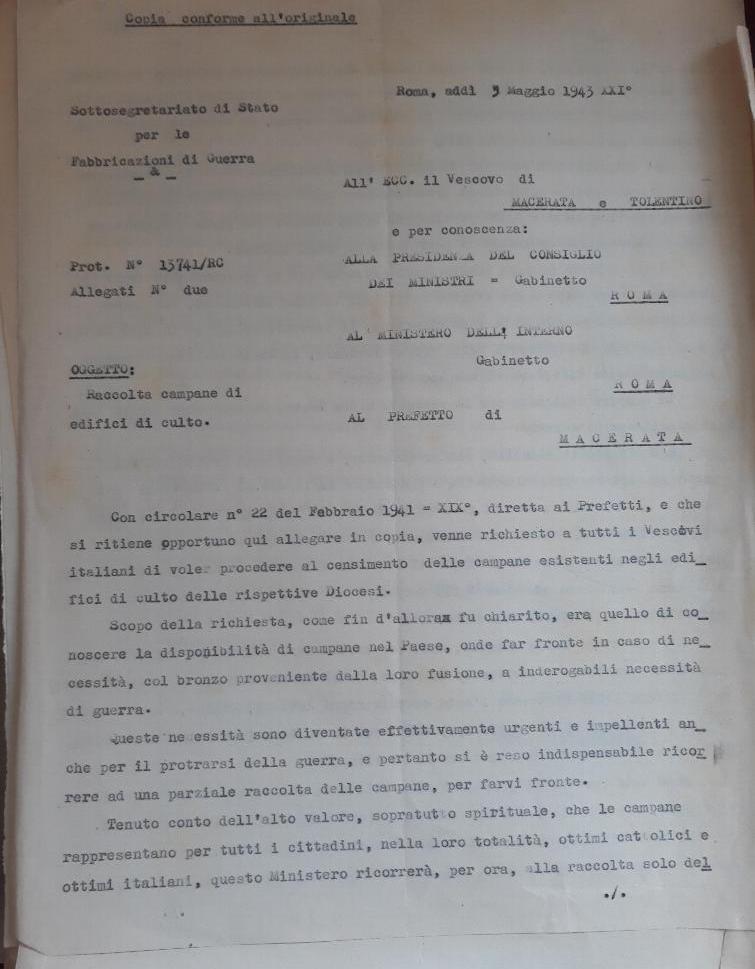 Copia conforme all'originale
Roma, addì 5 Maggio 1943 XXI°
Sottosegretariato di Stato
per le
Fabbricazioni di Guerra
_ & _
All' ECC. il Vescovo di
MACERATA e TOLENTINO
e per conoscenza:
Prot. N° 13741/RC
Allegati N° due
ALLA PRESIDENZA DEL CONSIGLIO
DEI MINISTRI = Gabinetto
R O M A
AL MINISTERO DELL' INTERNO
Gabinetto
R O M A
OGGETTO:
Raccolta campane di
edifici di culto.
AL PREFETTO di
M A C E R A T A
Con circolare n° 22 del Febbraio 1941 = XIX°, diretta ai Prefetti, e che
si ritiene opportuno qui allegare in copia, venne richiesto a tutti i Vescovi
italiani di voler procedere al censimento delle campane esistenti negli edi_
fici di culto delle rispettive Diocesi.
Scopo della richiesta, come fin d'allorax fu chiarito, era quello di co_
noscere la disponibilità di campane nel Paese, onde far fronte in caso di ne_
cessità, col bronzo proveniente dalla loro fusione, a inderogabili necessità
di guerra.
Queste necessità sono diventate effettivamente urgenti e impellenti an_
che per il protrarsi della guerra, e pertanto si è reso indispensabile ricor
rere ad una parziale raccolta delle campane, per farvi fronte.
Tenuto conto dell'alto valore, sopratutto spirituale, che le campane
rappresentano per tutti i cittadini, nella loro totalità, ottimi cattolici e
ottimi italiani, questo Ministero ricorrerà, per ora, alla raccolta solo del
./.